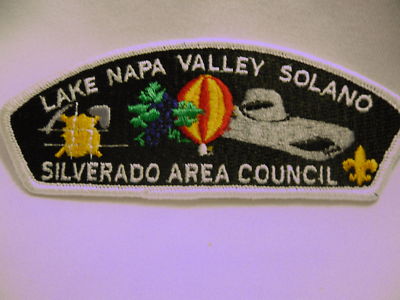 LAKE NAPA VALLEY SOLANO
SILVERADO AREA COUNCIL